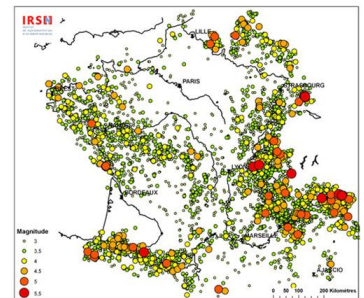 IRSN
LILLE
PARIS
STRASBOURG
BORDEAUX
MARSEILLE
AJACCIO
Magnitude
3
3,5
4
4,5
5
5,5
0 50 100 200 Kilomètres